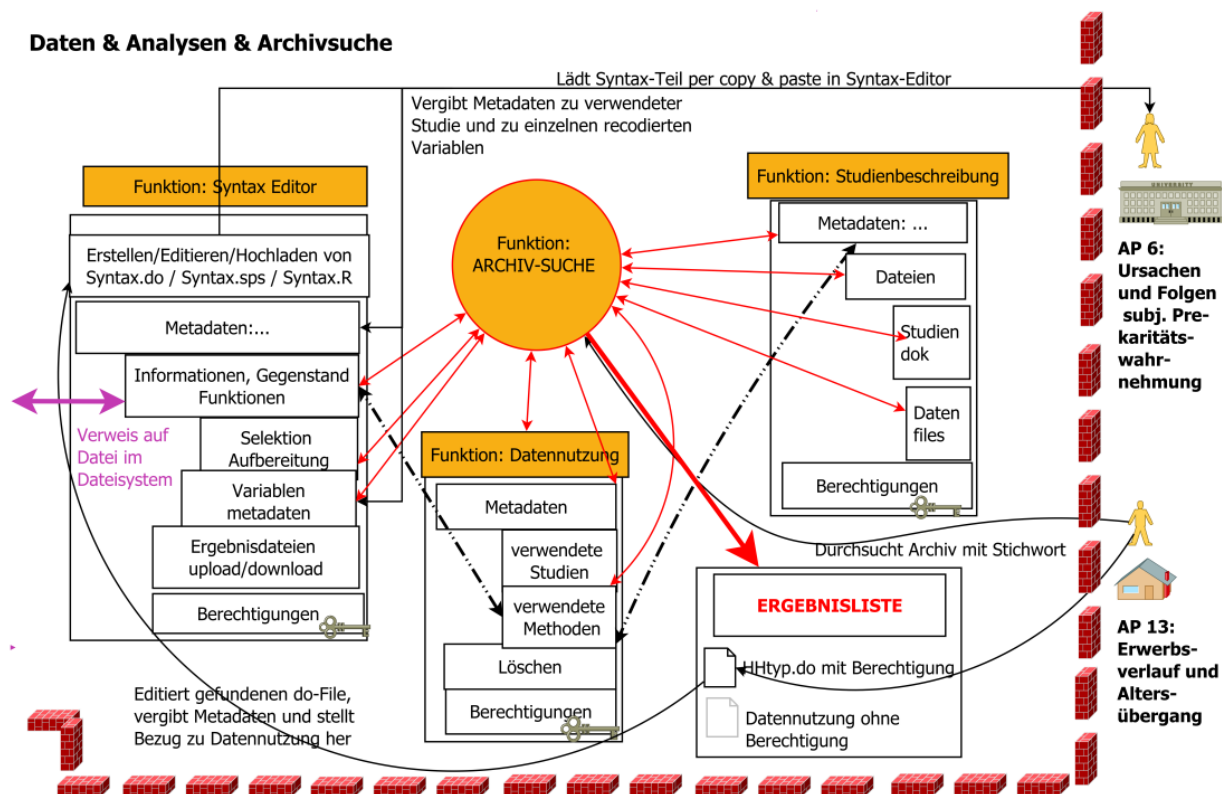 Daten & Analysen & Archivsuche
Lädt Syntax-Teil per copy & paste in Syntax-Editor
Vergibt Metadaten zu verwendeter
Studie und zu einzelnen recodierten
Variablen
Funktion: Syntax Editor
Erstellen/Editieren/Hochladen von
Syntax.do / Syntax.sps / Syntax.R
Metadaten:...
Informationen, Gegenstand
Funktionen
Selektion
Aufbereitung
Variablen
metadaten
Ergebnisdateien
upload/download
Berechtigungen
Verweis auf
Datei im
Dateisystem
Funktion:
ARCHIV-SUCHE
Funktion: Datennutzung
Metadaten
verwendete
Studien
verwendete
Methoden
Löschen
Berechtigungen
Funktion: Studienbeschreibung
Metadaten: ...
Dateien
Studien
dok
Daten
files
Berechtigungen
Durchsucht Archiv mit Stichwort
ERGEBNISLISTE
HHtyp.do mit Berechtigung
Datennutzung ohne
Berechtigung
Editiert gefundenen do-File,
vergibt Metadaten und stellt
Bezug zu Datennutzung her
UNIVERSITY
AP 6:
Ursachen
und Folgen
subj. Pre-
karitäts-
wahr-
nehmung
AP 13:
Erwerbs-
verlauf und
Alters-
übergang